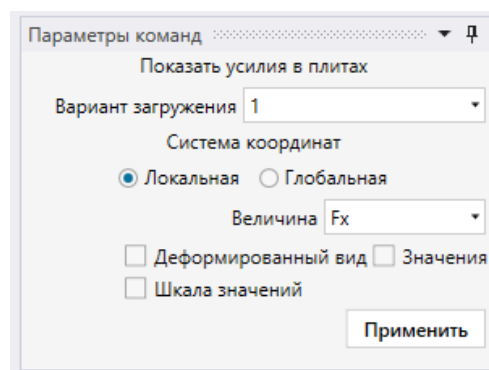 Параметры команд
Показать усилия в плитах
Вариант загружения 1
Система координат
Локальная Глобальная
Величина Fx
Деформированный вид Значения
Шкала значений
Применить